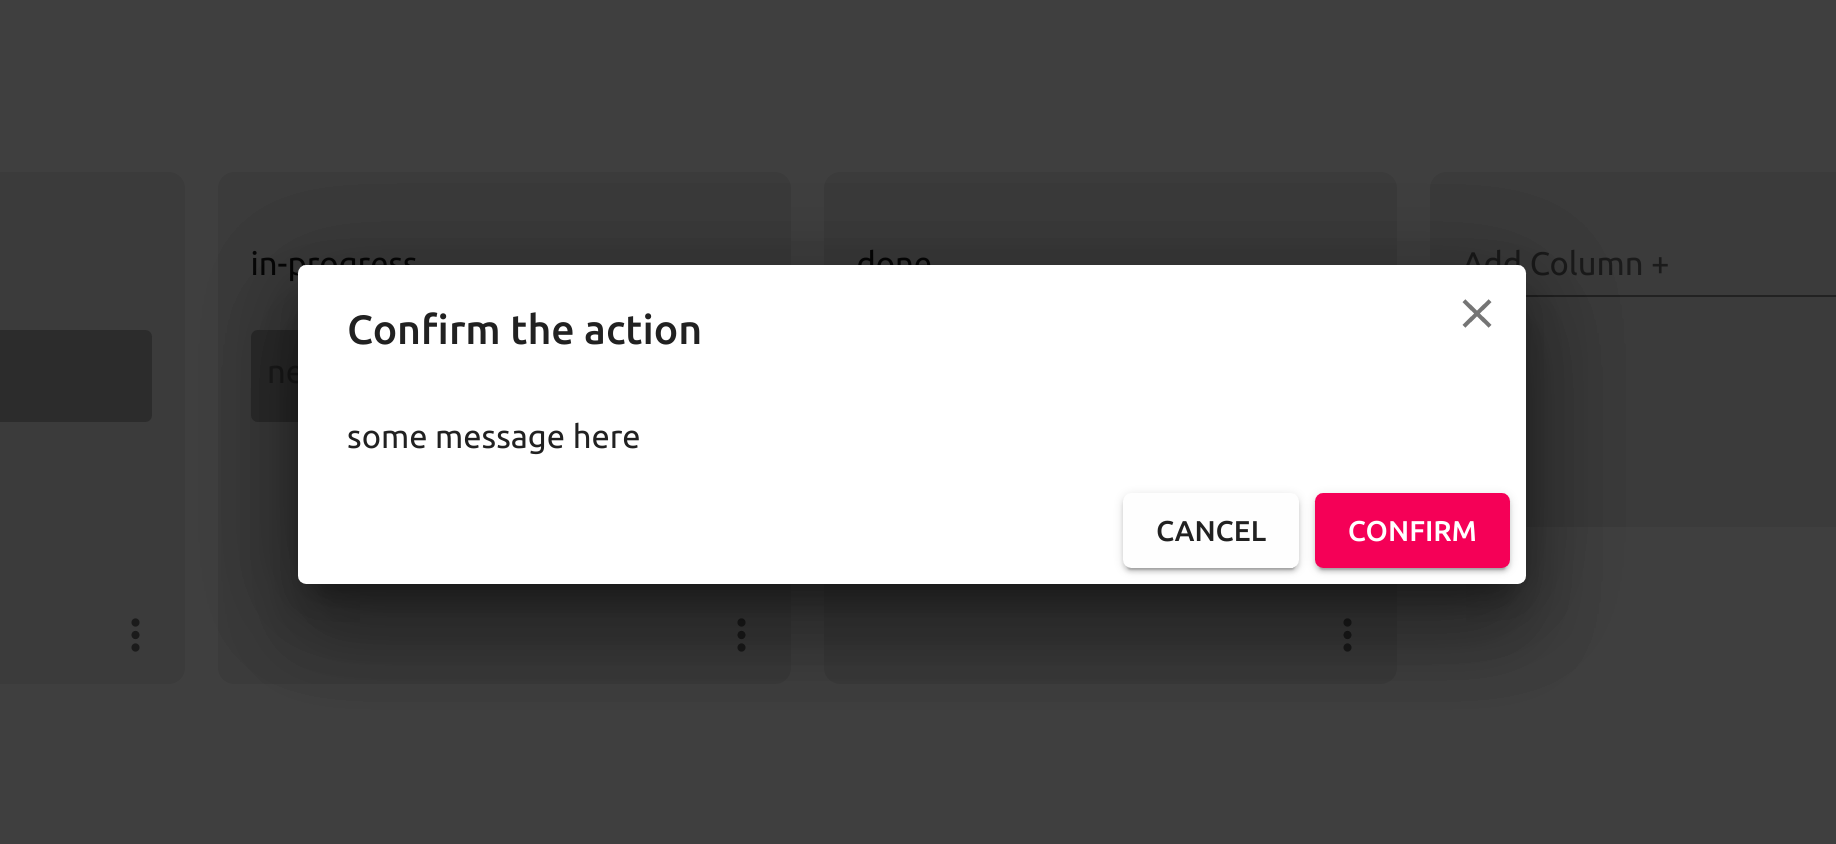 in-progress
done
Add Column +
Confirm the action
some message here
CANCEL
CONFIRM